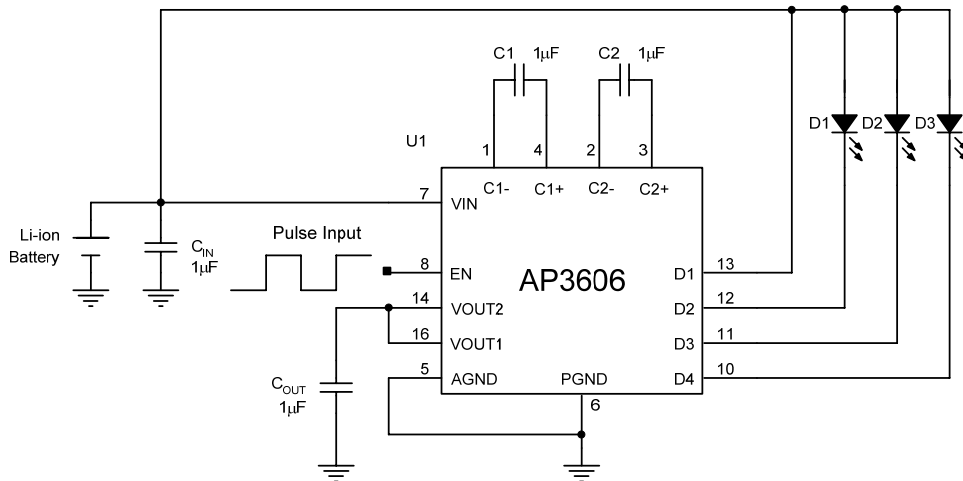 C1 1μF C2 1μF
D1 D2 D3
U1
1 4 2 3
C1- C1+ C2- C2+
7 VIN
Li-ion
Battery
CIN
1μF
Pulse Input
8 EN
AP3606
D1 13
14 VOUT2
D2 12
16 VOUT1
D3 11
5 AGND
PGND
D4 10
6
COUT
1μF